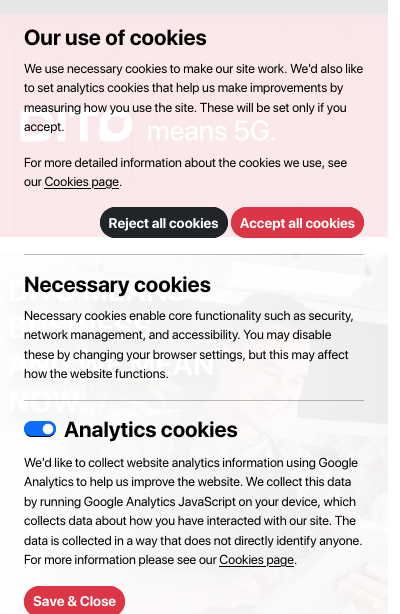 Our use of cookies
We use necessary cookies to make our site work. We'd also like
to set analytics cookies that help us make improvements by
measuring how you use the site. These will be set only if you
accept.
DITO means 5G.
For more detailed information about the cookies we use, see
our Cookies page.
Reject all cookies Accept all cookies
Necessary cookies
DITO MEANS
Necessary cookies enable core functionality such as security,
network management, and accessibility. You may disable
BUSINESS
these by changing your browser settings, but this may affect
how the website functions.
NOW.
Analytics cookies
We'd like to collect website analytics information using Google
Analytics to help us improve the website. We collect this data
by running Google Analytics JavaScript on your device, which
collects data about how you have interacted with our site. The
data is collected in a way that does not directly identify anyone.
For more information please see our Cookies page.
Save & Close